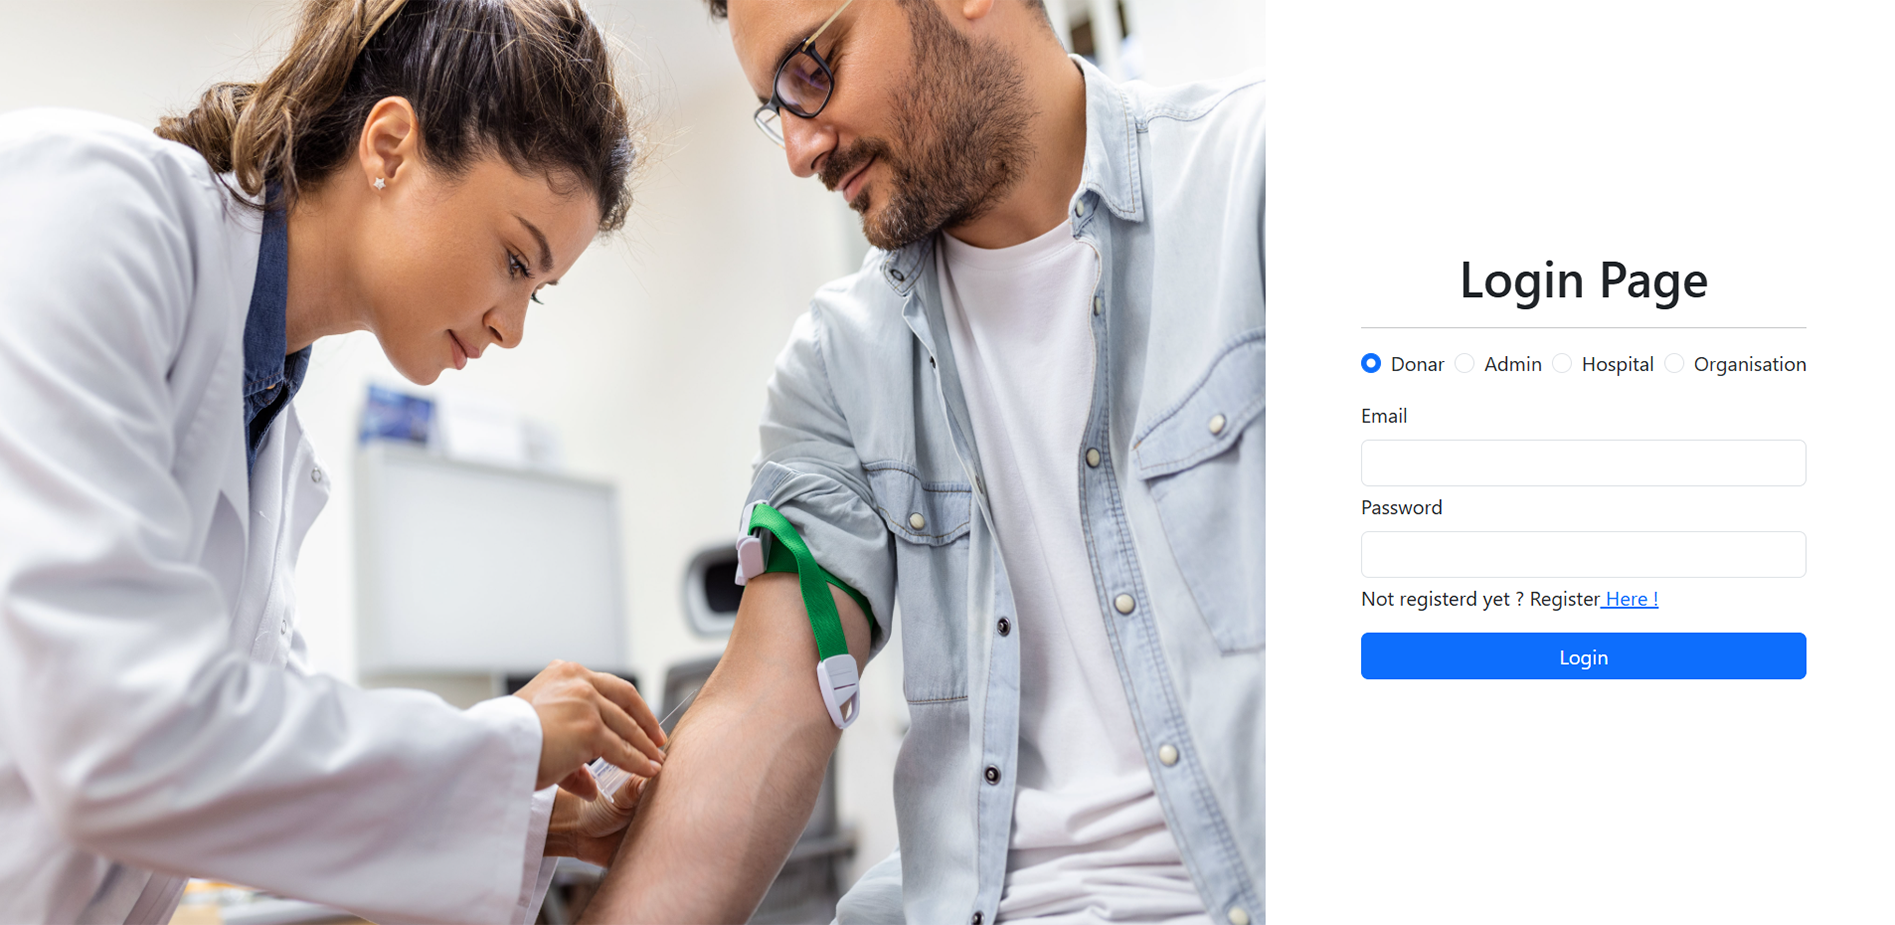 Login Page
Donar Admin Hospital Organisation
Email
Password
Not registerd yet ? Register Here !
Login